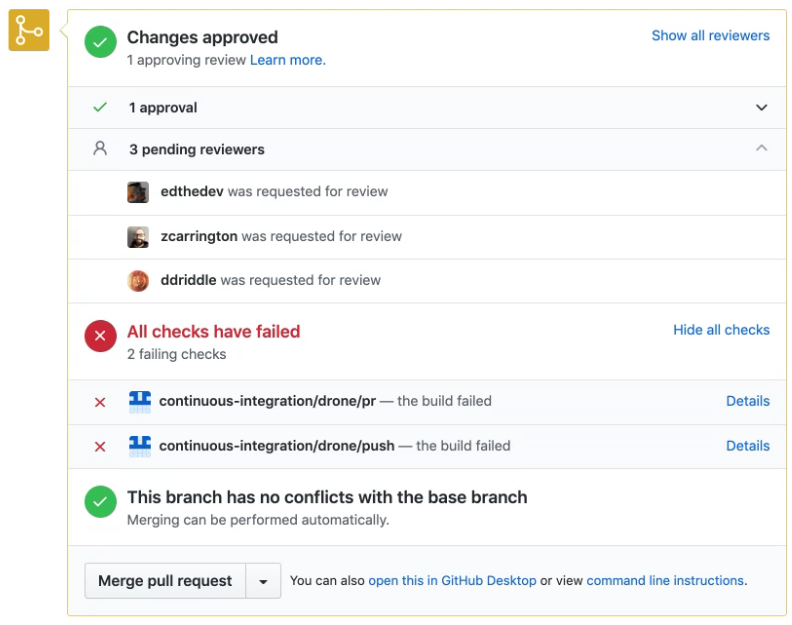 Changes approved
Show all reviewers
1 approving review Learn more.
1 approval
3 pending reviewers
edthedev was requested for review
zcarrington was requested for review
ddriddle was requested for review
All checks have failed
Hide all checks
2 failing checks
continuous-integration/drone/pr — the build failed
Details
continuous-integration/drone/push — the build failed
Details
This branch has no conflicts with the base branch
Merging can be performed automatically.
Merge pull request
You can also open this in GitHub Desktop or view command line instructions.